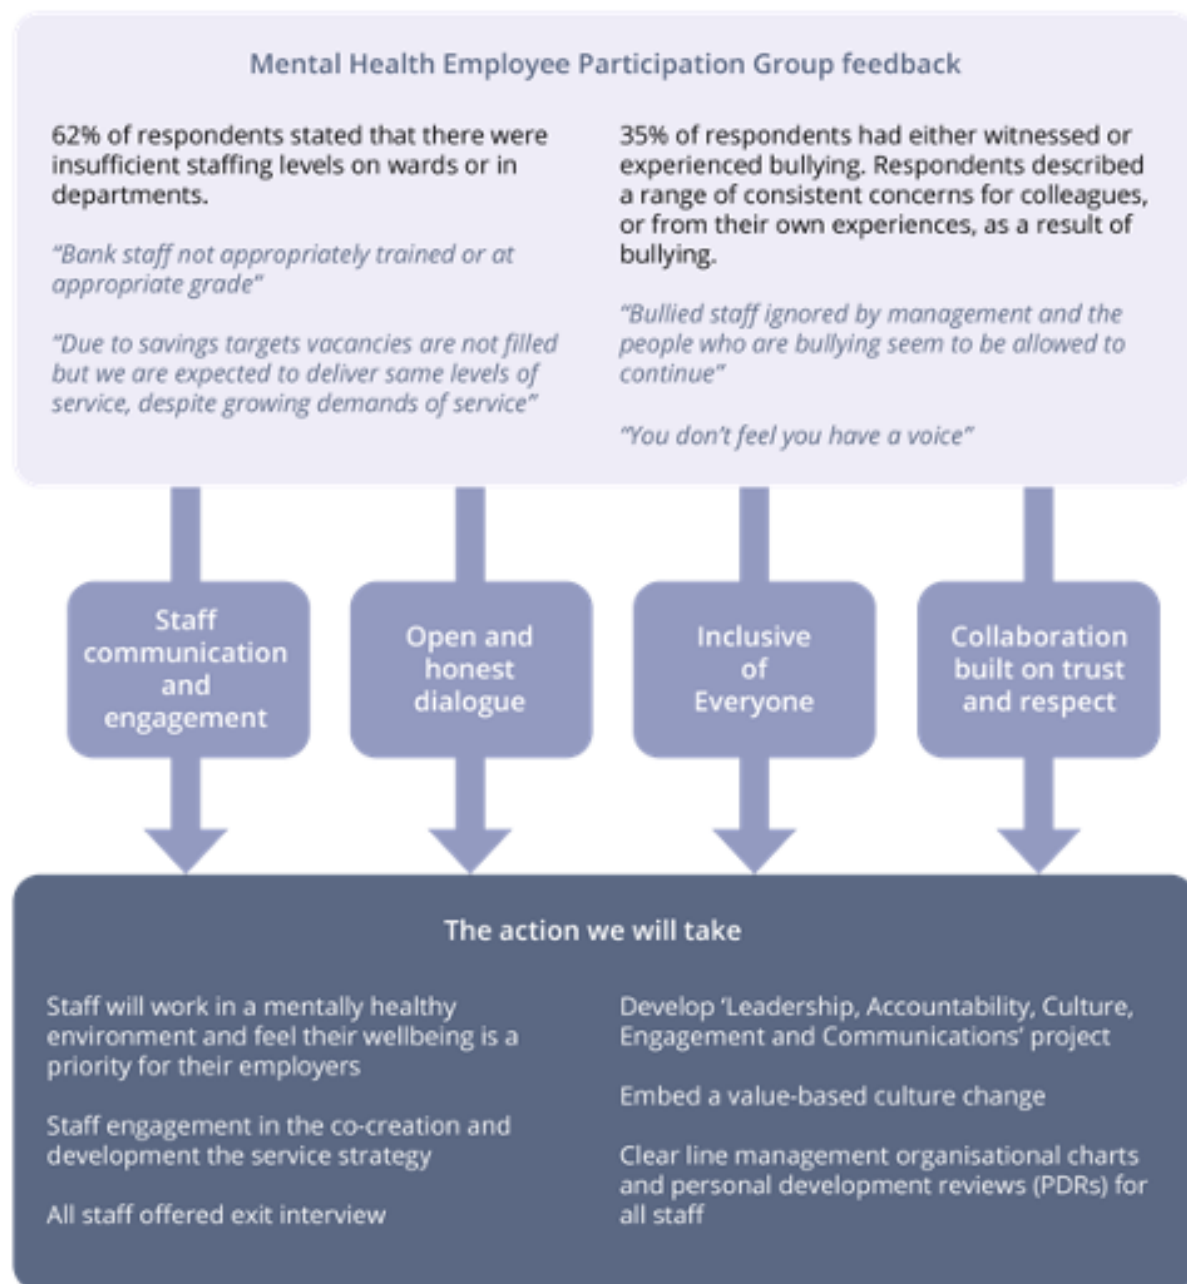 Mental Health Employee Participation Group feedback
62% of respondents stated that there were
insufficient staffing levels on wards or in
departments.
“Bank staff not appropriately trained or at
appropriate grade”
“Due to savings targets vacancies are not filled
but we are expected to deliver same levels of
service, despite growing demands of service”
35% of respondents had either witnessed or
experienced bullying. Respondents described
a range of consistent concerns for colleagues,
or from their own experiences, as a result of
bullying.
“Bullied staff ignored by management and the
people who are bullying seem to be allowed to
continue”
“You don’t feel you have a voice”
Staff
communication
and
engagement
Open and
honest
dialogue
Inclusive
of
Everyone
Collaboration
built on trust
and respect
The action we will take
Staff will work in a mentally healthy
environment and feel their wellbeing is a
priority for their employers
Staff engagement in the co-creation and
development the service strategy
All staff offered exit interview
Develop ‘Leadership, Accountability, Culture,
Engagement and Communications’ project
Embed a value-based culture change
Clear line management organisational charts
and personal development reviews (PDRs) for
all staff